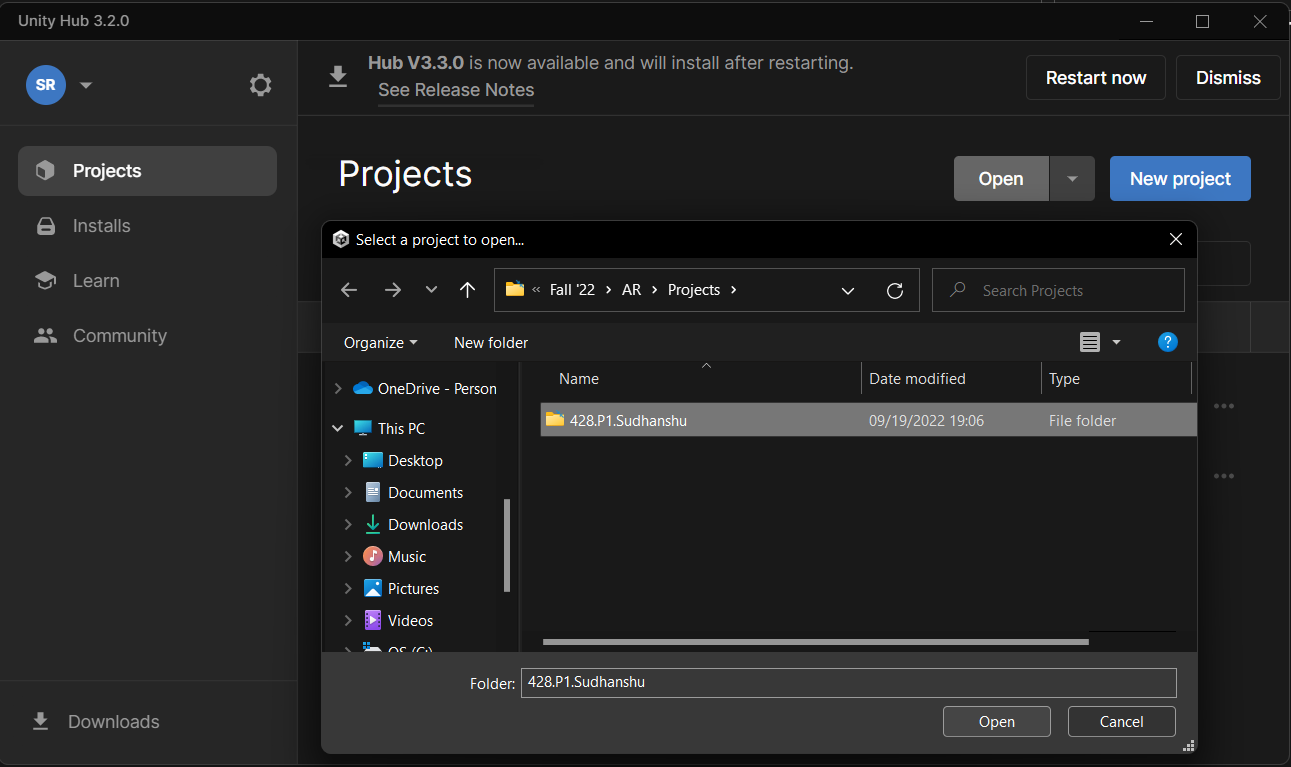 Unity Hub 3.2.0
SR
Hub V3.3.0 is now available and will install after restarting.
See Release Notes
Restart now
Dismiss
Projects
Installs
Learn
Community
Downloads
Projects
Open
New project
Select a project to open...
« Fall '22 > AR > Projects >
Search Projects
Organize
New folder
?
OneDrive - Person
This PC
Desktop
Documents
Downloads
Music
Pictures
Videos
OS (C:)
Name Date modified Type
428.P1.Sudhanshu 09/19/2022 19:06 File folder
Folder: 428.P1.Sudhanshu
Open
Cancel